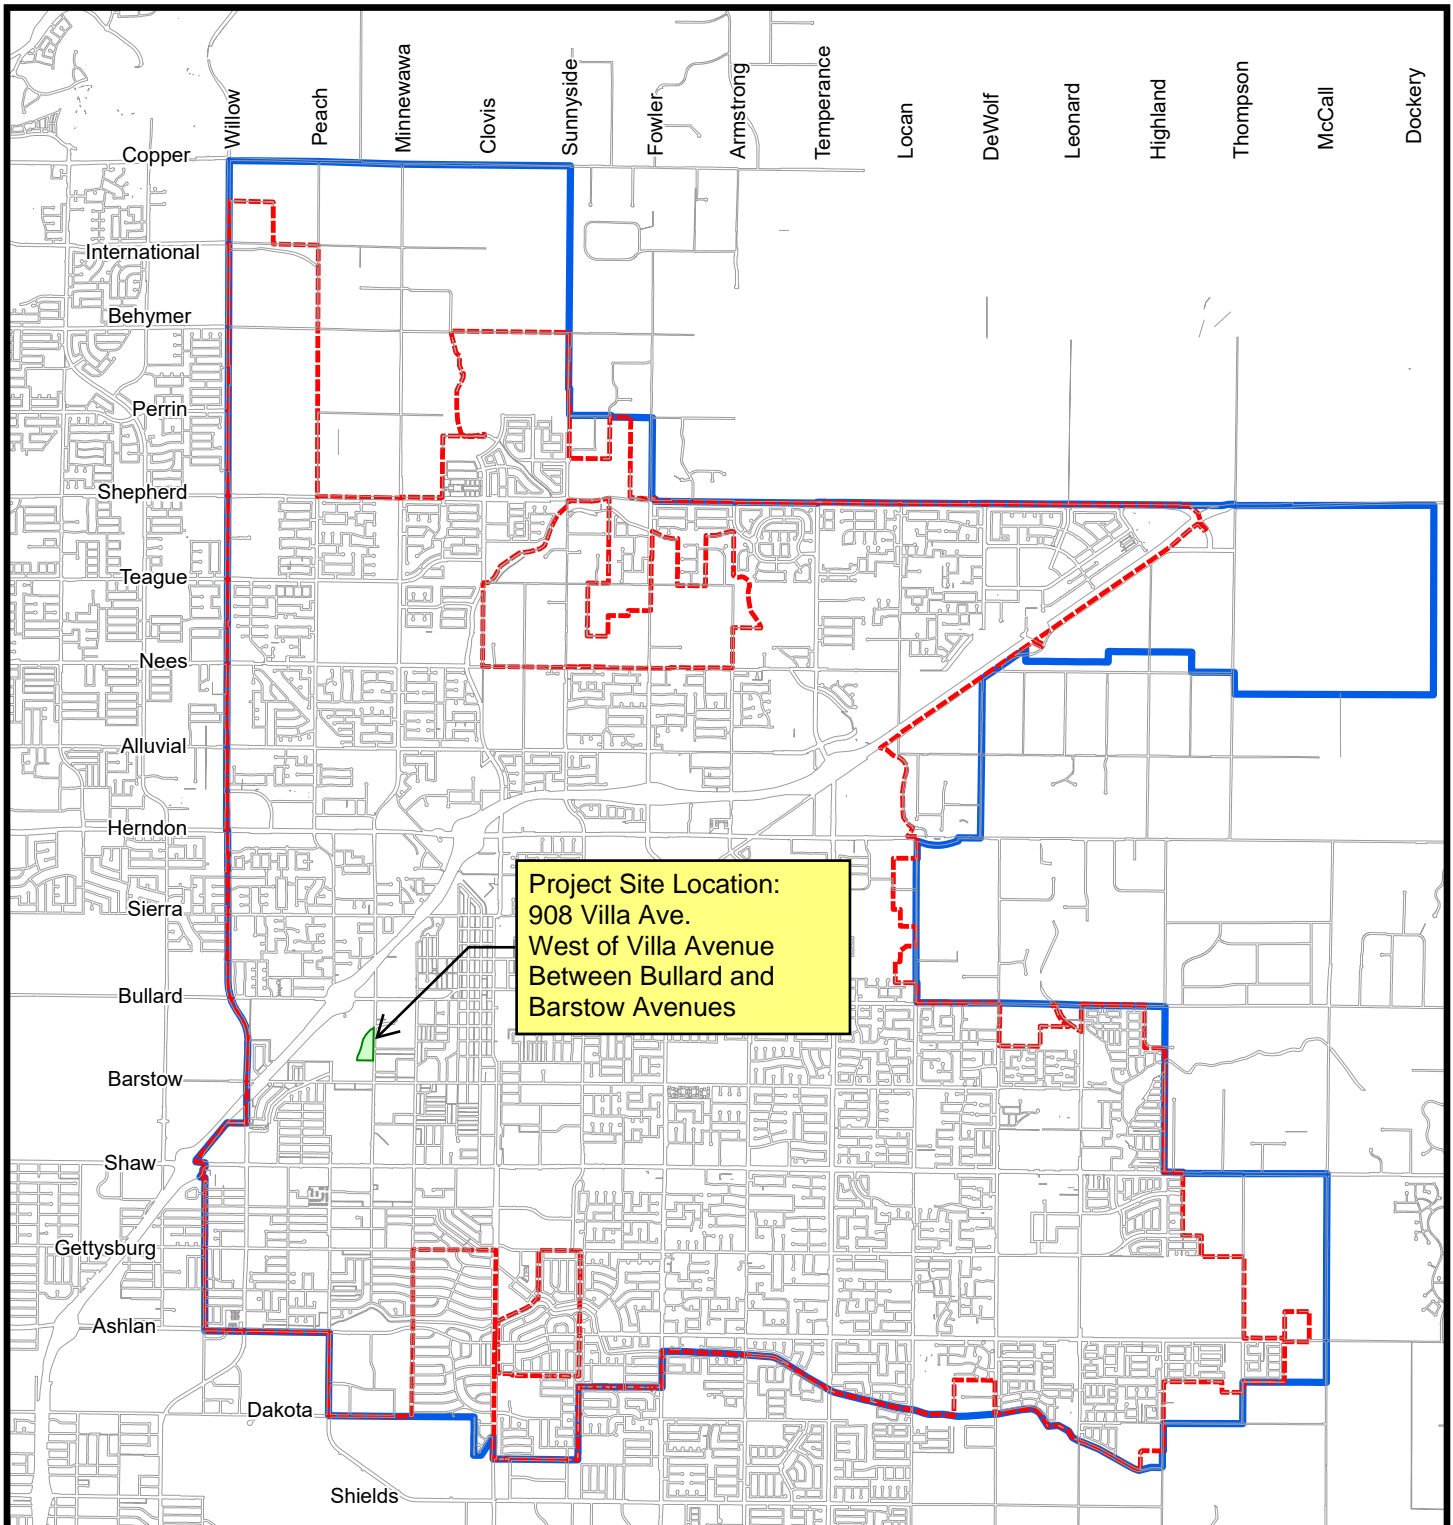 Willow
Peach
Minnewawa
Clovis
Sunnyside
Fowler
Armstrong
Temperance
Locan
DeWolf
Leonard
Highland
Thompson
McCall
Dockery
Copper
International
Behymer
Perrin
Shepherd
Teague
Nees
Alluvial
Herndon
Sierra
Bullard
Barstow
Shaw
Gettysburg
Ashlan
Dakota
Shields
Project Site Location:
908 Villa Ave.
West of Villa Avenue
Between Bullard and
Barstow Avenues